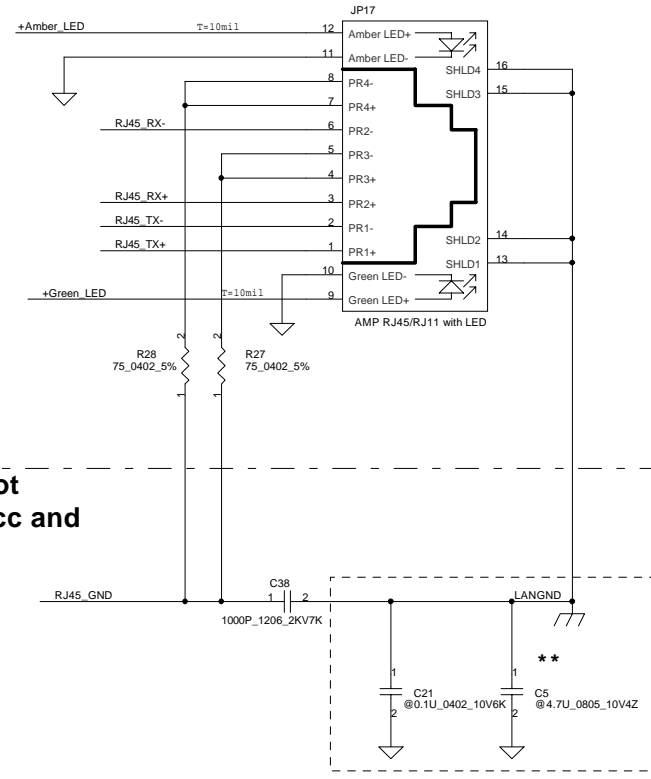 JP17
+Amber_LED T=10mil 12 Amber LED+
11 Amber LED-
SHLD4 16
8 PR4-
SHLD3 15
7 PR4+
RJ45_RX- 6 PR2-
5 PR3-
4 PR3+
RJ45_RX+ 3 PR2+
RJ45_TX- 2 PR1-
SHLD2 14
RJ45_TX+ 1 PR1+
SHLD1 13
10 Green LED-
+Green_LED T=10mil 9 Green LED+
AMP RJ45/RJ11 with LED
2 2
R28 R27
75_0402_5% 75_0402_5%
1 1
ot
cc and
C38
RJ45_GND 1 2 LANGND
1000P_1206_2KV7K
**
1 1
C21 C5
@0.1U_0402_10V6K @4.7U_0805_10V4Z
2 2